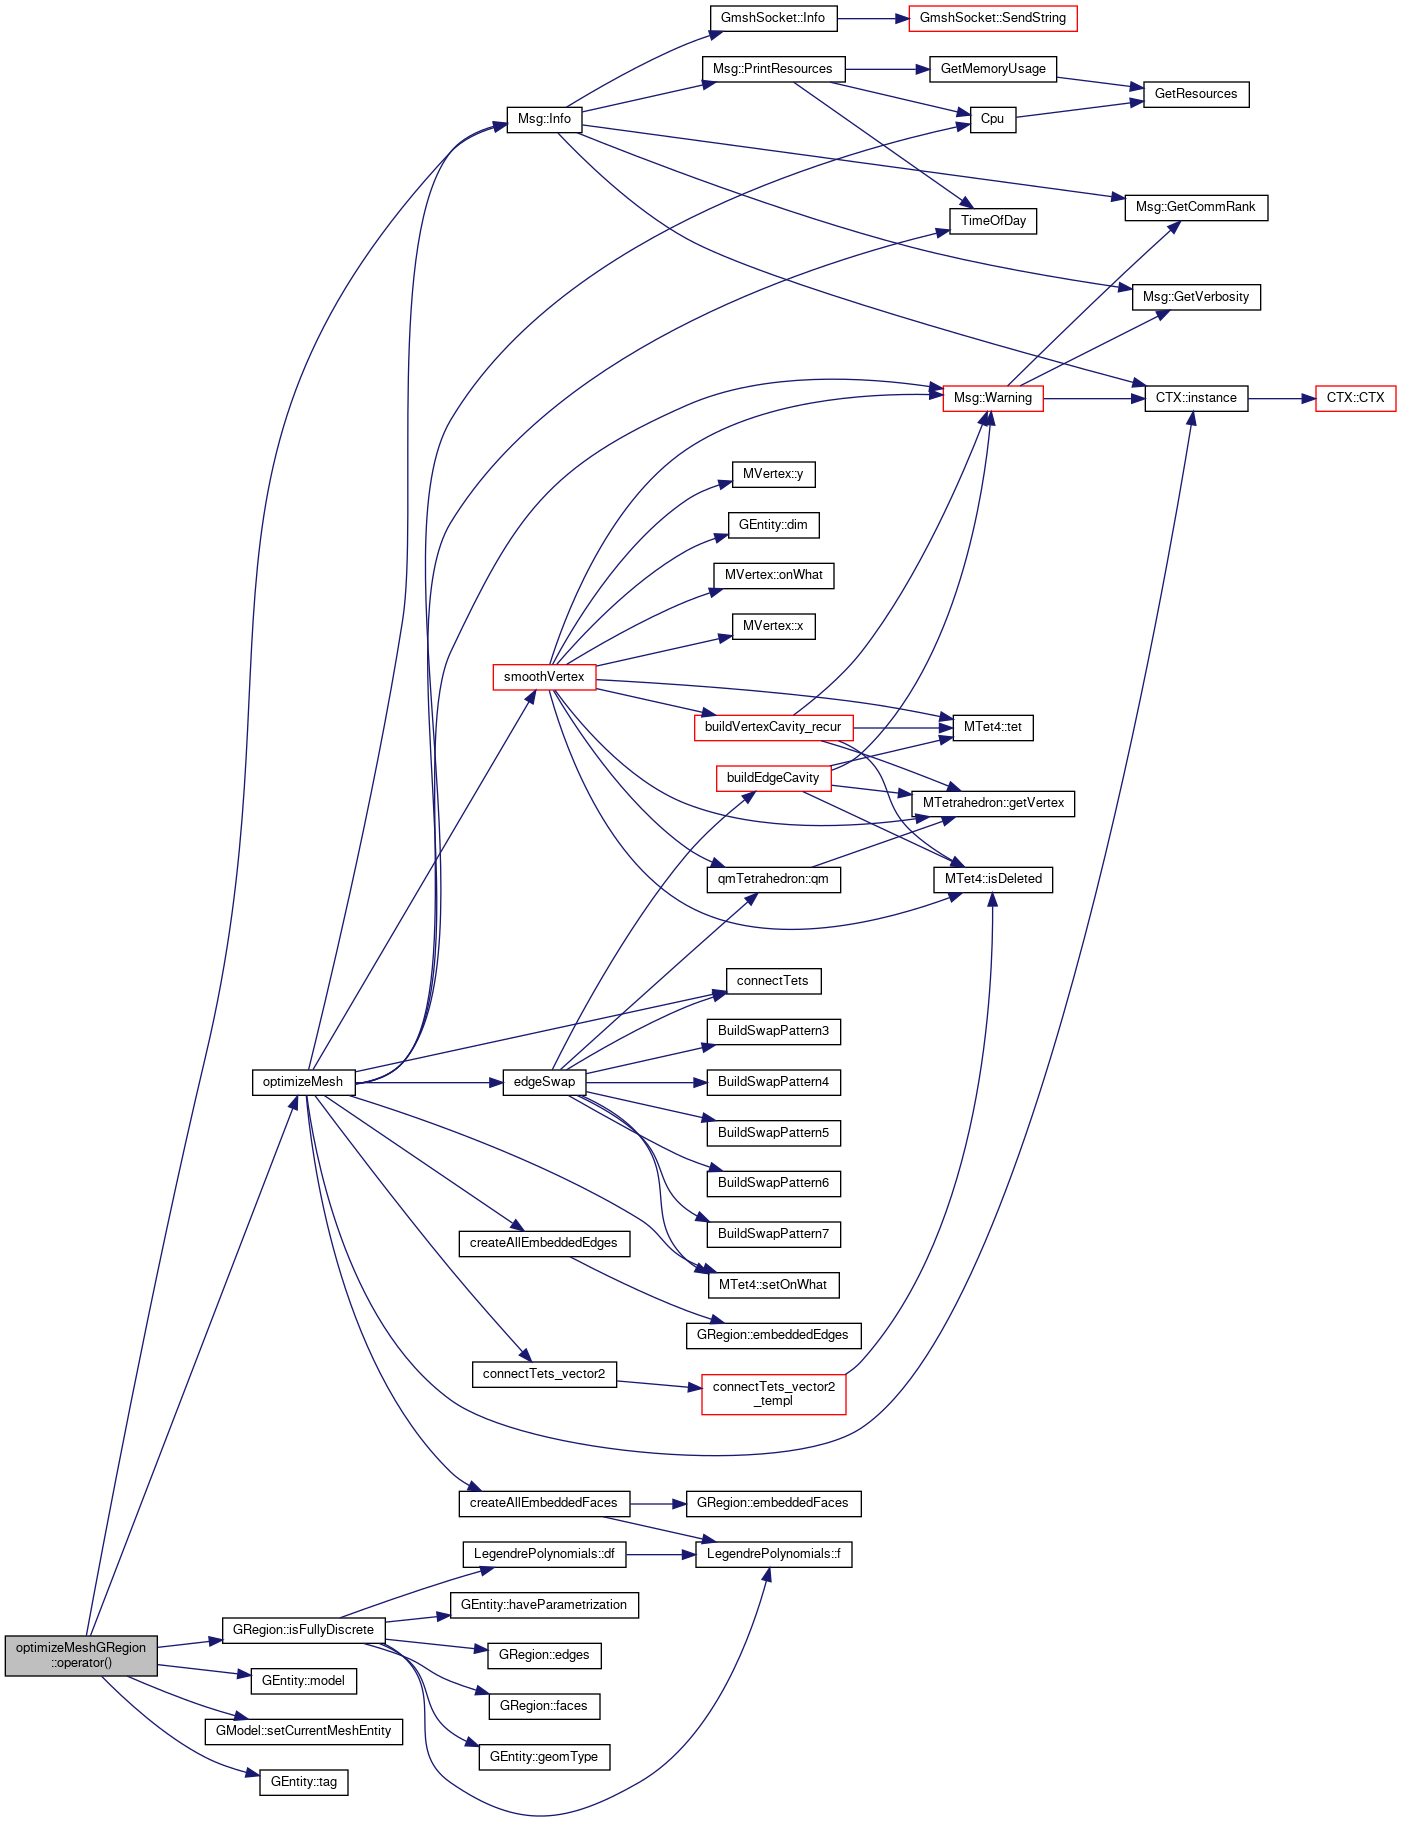 GmshSocket::Info
GmshSocket::SendString
Msg::PrintResources
GetMemoryUsage
GetResources
Msg::Info
Cpu
Msg::GetCommRank
TimeOfDay
Msg::GetVerbosity
Msg::Warning
CTX::instance
CTX::CTX
MVertex::y
GEntity::dim
MVertex::onWhat
MVertex::x
smoothVertex
buildVertexCavity_recur
MTet4::tet
buildEdgeCavity
MTetrahedron::getVertex
qmTetrahedron::qm
MTet4::isDeleted
connectTets
BuildSwapPattern3
optimizeMesh
edgeSwap
BuildSwapPattern4
BuildSwapPattern5
BuildSwapPattern6
BuildSwapPattern7
createAllEmbeddedEdges
MTet4::setOnWhat
GRegion::embeddedEdges
connectTets_vector2
connectTets_vector2
_templ
createAllEmbeddedFaces
GRegion::embeddedFaces
LegendrePolynomials::df
LegendrePolynomials::f
GEntity::haveParametrization
GRegion::isFullyDiscrete
optimizeMeshGRegion
::operator()
GRegion::edges
GEntity::model
GRegion::faces
GModel::setCurrentMeshEntity
GEntity::geomType
GEntity::tag